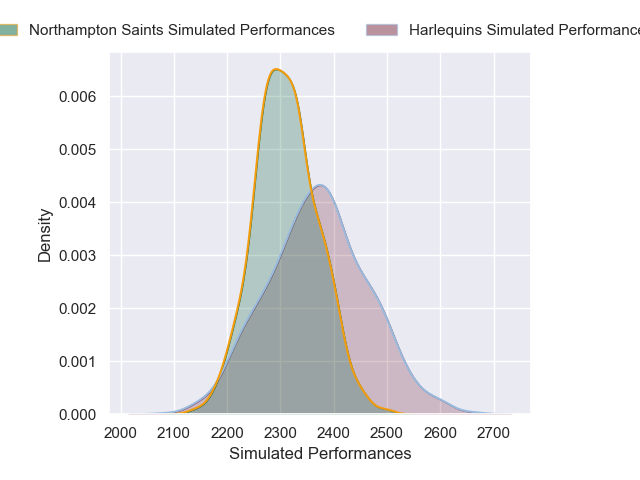 Northampton Saints Simulated Performances
Harlequins Simulated Performance
0.006
0.005
0.004
0.003
0.002
0.001
0.000
Density
2000 2100 2200 2300 2400 2500 2600 2700
Simulated Performances